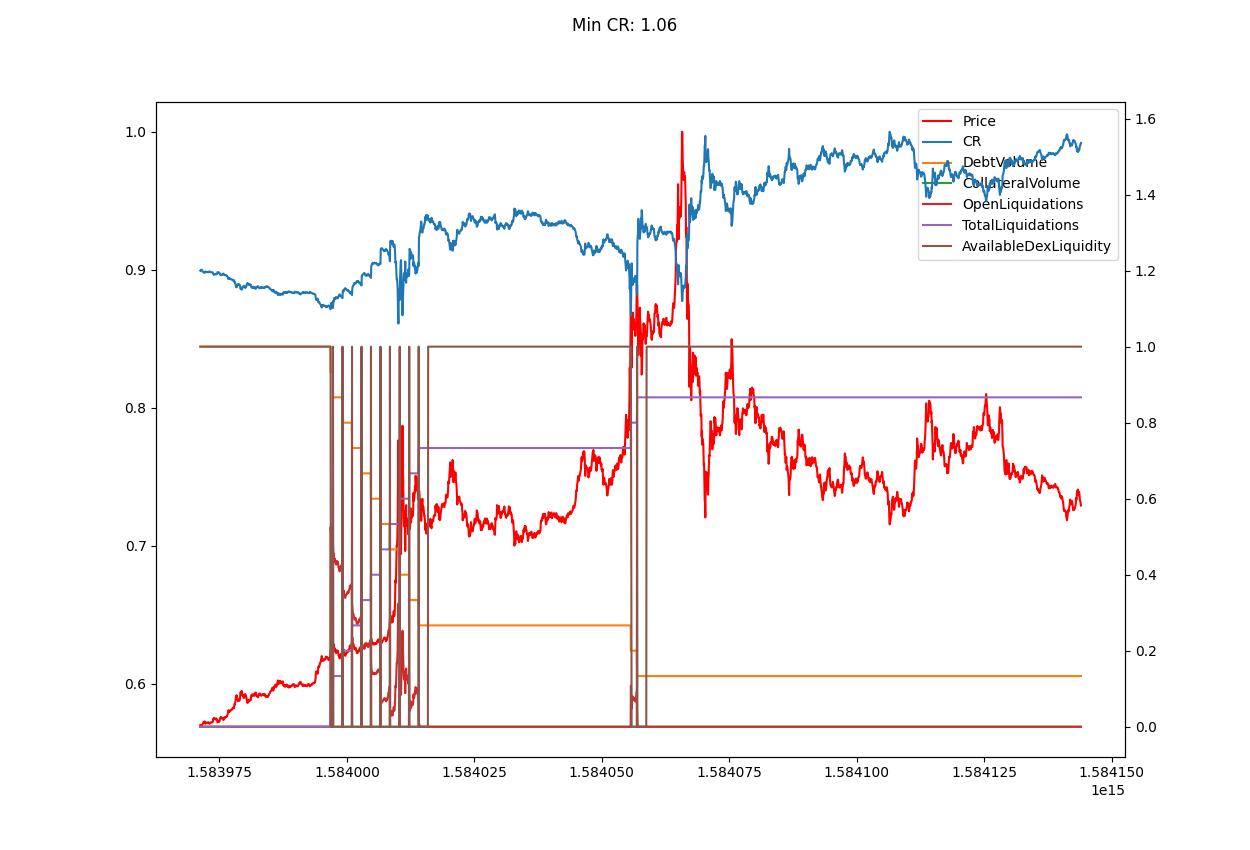 Min CR: 1.06
1.0
0.9
0.8
0.7
0.6
1.6
1.4
1.2
1.0
0.8
0.6
0.4
0.2
0.0
Price
CR
DebtVolume
CollateralVolume
OpenLiquidations
TotalLiquidations
AvailableDexLiquidity
1.583975
1.584000
1.584025
1.584050
1.584075
1.584100
1.584125
1.584150
1e15